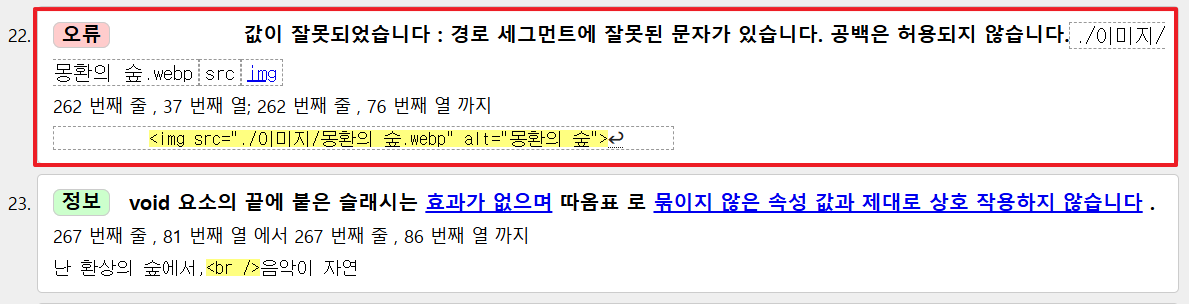 22. 오류 값이 잘못되었습니다 : 경로 세그먼트에 잘못된 문자가 있습니다. 공백은 허용되지 않습니다. ./이미지/
몽환의 숲.webp src img
262 번째 줄 , 37 번째 열; 262 번째 줄 , 76 번째 열 까지
<img src="./이미지/몽환의 숲.webp" alt="몽환의 숲">↩
23. 정보 void 요소의 끝에 붙은 슬래시는 효과가 없으며 따옴표 로 묶이지 않은 속성 값과 제대로 상호 작용하지 않습니다 .
267 번째 줄 , 81 번째 열 에서 267 번째 줄 , 86 번째 열 까지
난 환상의 숲에서,<br />음악이 자연